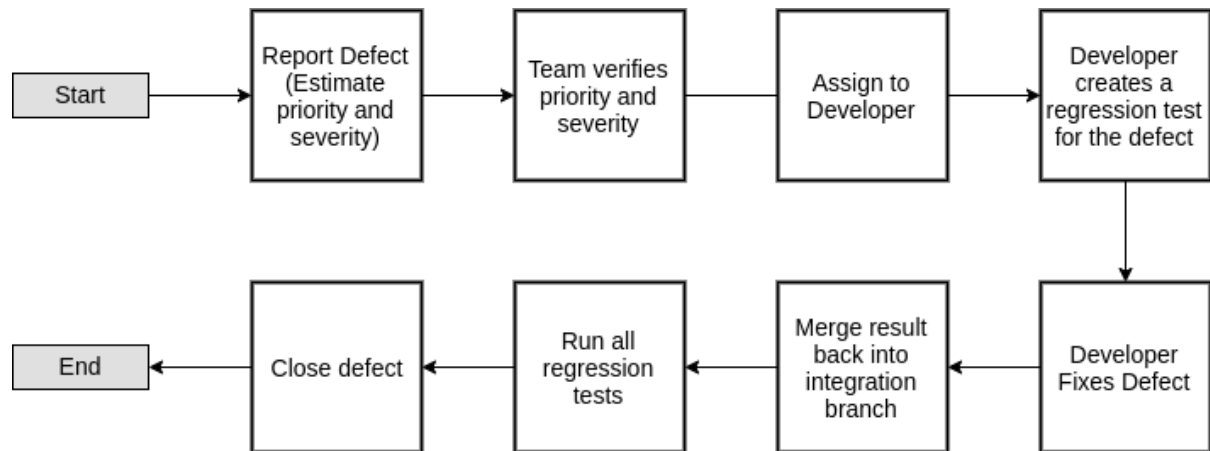 Start
Report Defect
(Estimate
priority and
severity)
Team verifies
priority and
severity
Assign to
Developer
Developer
creates a
regression test
for the defect
Developer
Fixes Defect
Merge result
back into
integration
branch
Run all
regression
tests
Close defect
End